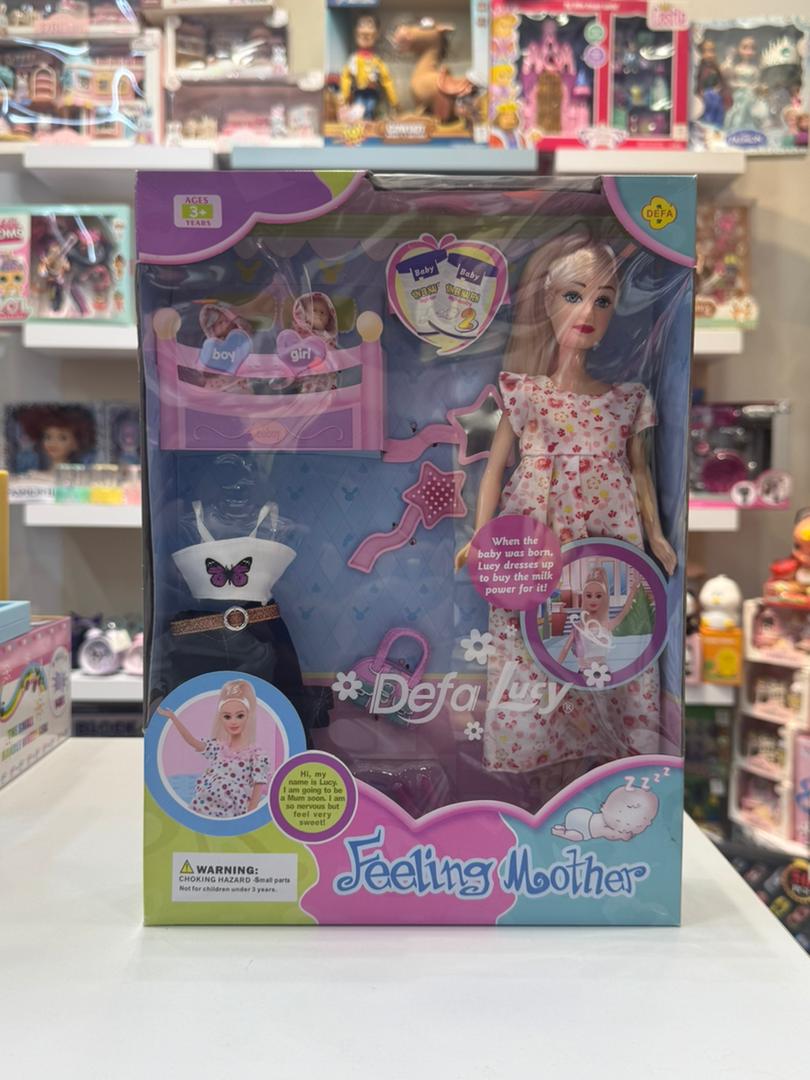 AGES
3+
YEARS
DEFA
Baby
Baby
boy
girl
When the
baby was born,
Lucy dresses up
to buy the milk
power for it!
Defa Lucy®
Hi, my
name is Lucy.
I am going to be
a Mum soon. I am
so nervous but
feel very
sweet!
z z z z
WARNING:
CHOKING HAZARD -Small parts
Not for children under 3 years.
Feeling Mother